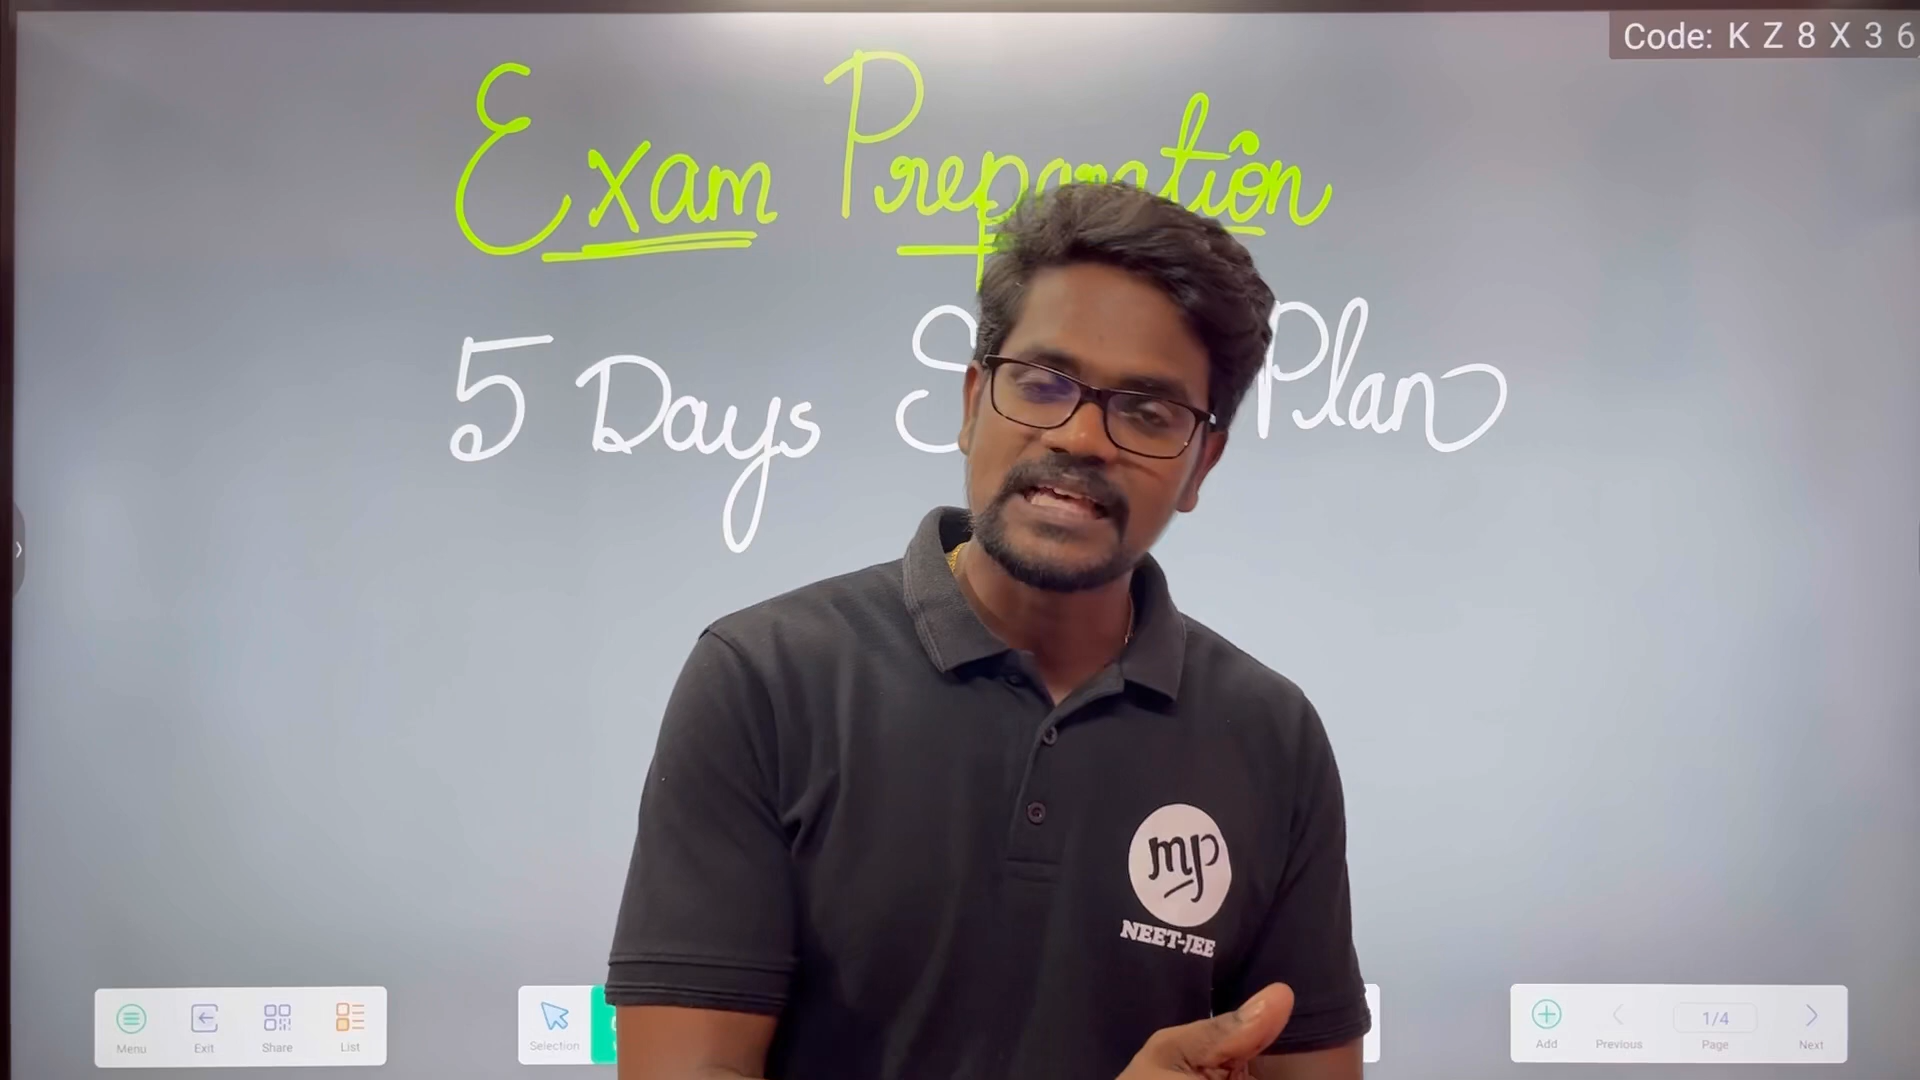 Code: K Z 8 X 3 6
Exam Preparation
5 Days Plan
mp
NEET-JEE
Menu Exit Share List Selection Add Previous 1/4 Page Next